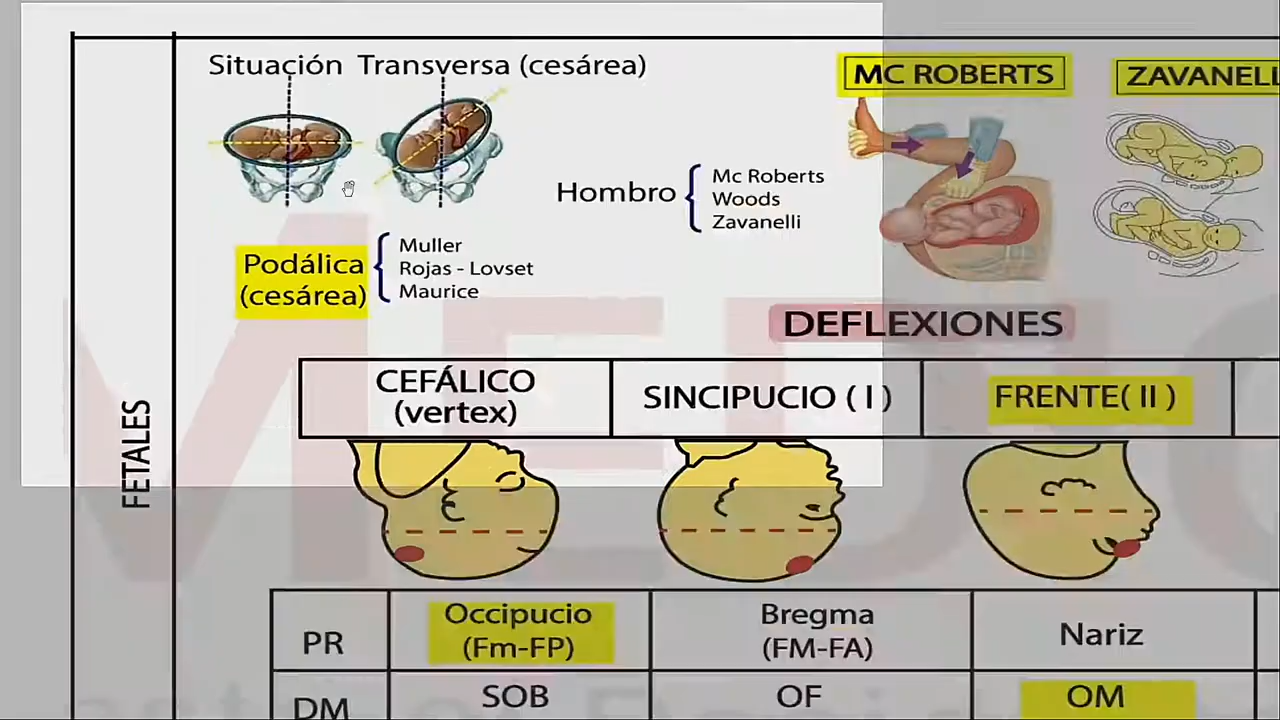 Situación Transversa (cesárea)
MC ROBERTS
ZAVANELL
Hombro
Mc Roberts
Woods
Zavanelli
Podálica
(cesárea)
Muller
Rojas - Lovset
Maurice
DEFLEXIONES
FETALES
CEFÁLICO
(vertex)
SINCIPUCIO ( I )
FRENTE( II )
PR
Occipucio
(Fm-FP)
Bregma
(FM-FA)
Nariz
DM
SOB
OF
OM